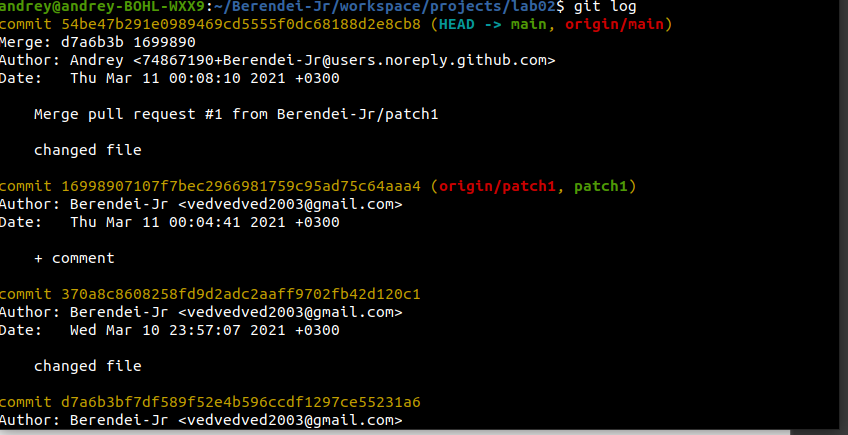 andrey@andrey-BOHL-WXX9:~/Berendei-Jr/workspace/projects/lab02$ git log
commit 54be47b291e0989469cd5555f0dc68188d2e8cb8 (HEAD -> main, origin/main)
Merge: d7a6b3b 1699890
Author: Andrey <74867190+Berendei-Jr@users.noreply.github.com>
Date:   Thu Mar 11 00:08:10 2021 +0300

    Merge pull request #1 from Berendei-Jr/patch1

    changed file

commit 16998907107f7bec2966981759c95ad75c64aaa4 (origin/patch1, patch1)
Author: Berendei-Jr <vedvedved2003@gmail.com>
Date:   Thu Mar 11 00:04:41 2021 +0300

    + comment

commit 370a8c8608258fd9d2adc2aaff9702fb42d120c1
Author: Berendei-Jr <vedvedved2003@gmail.com>
Date:   Wed Mar 10 23:57:07 2021 +0300

    changed file

commit d7a6b3bf7df589f52e4b596ccdf1297ce55231a6
Author: Berendei-Jr <vedvedved2003@gmail.com>